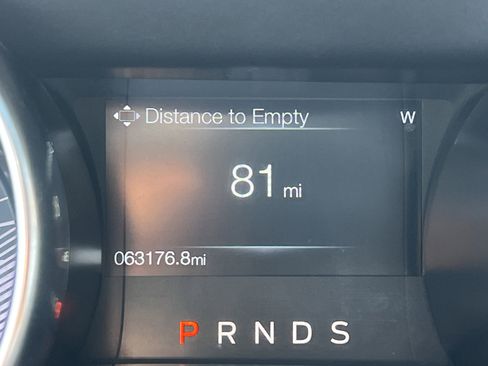 Distance to Empty W
81 mi
063176.8mi
P R N D S